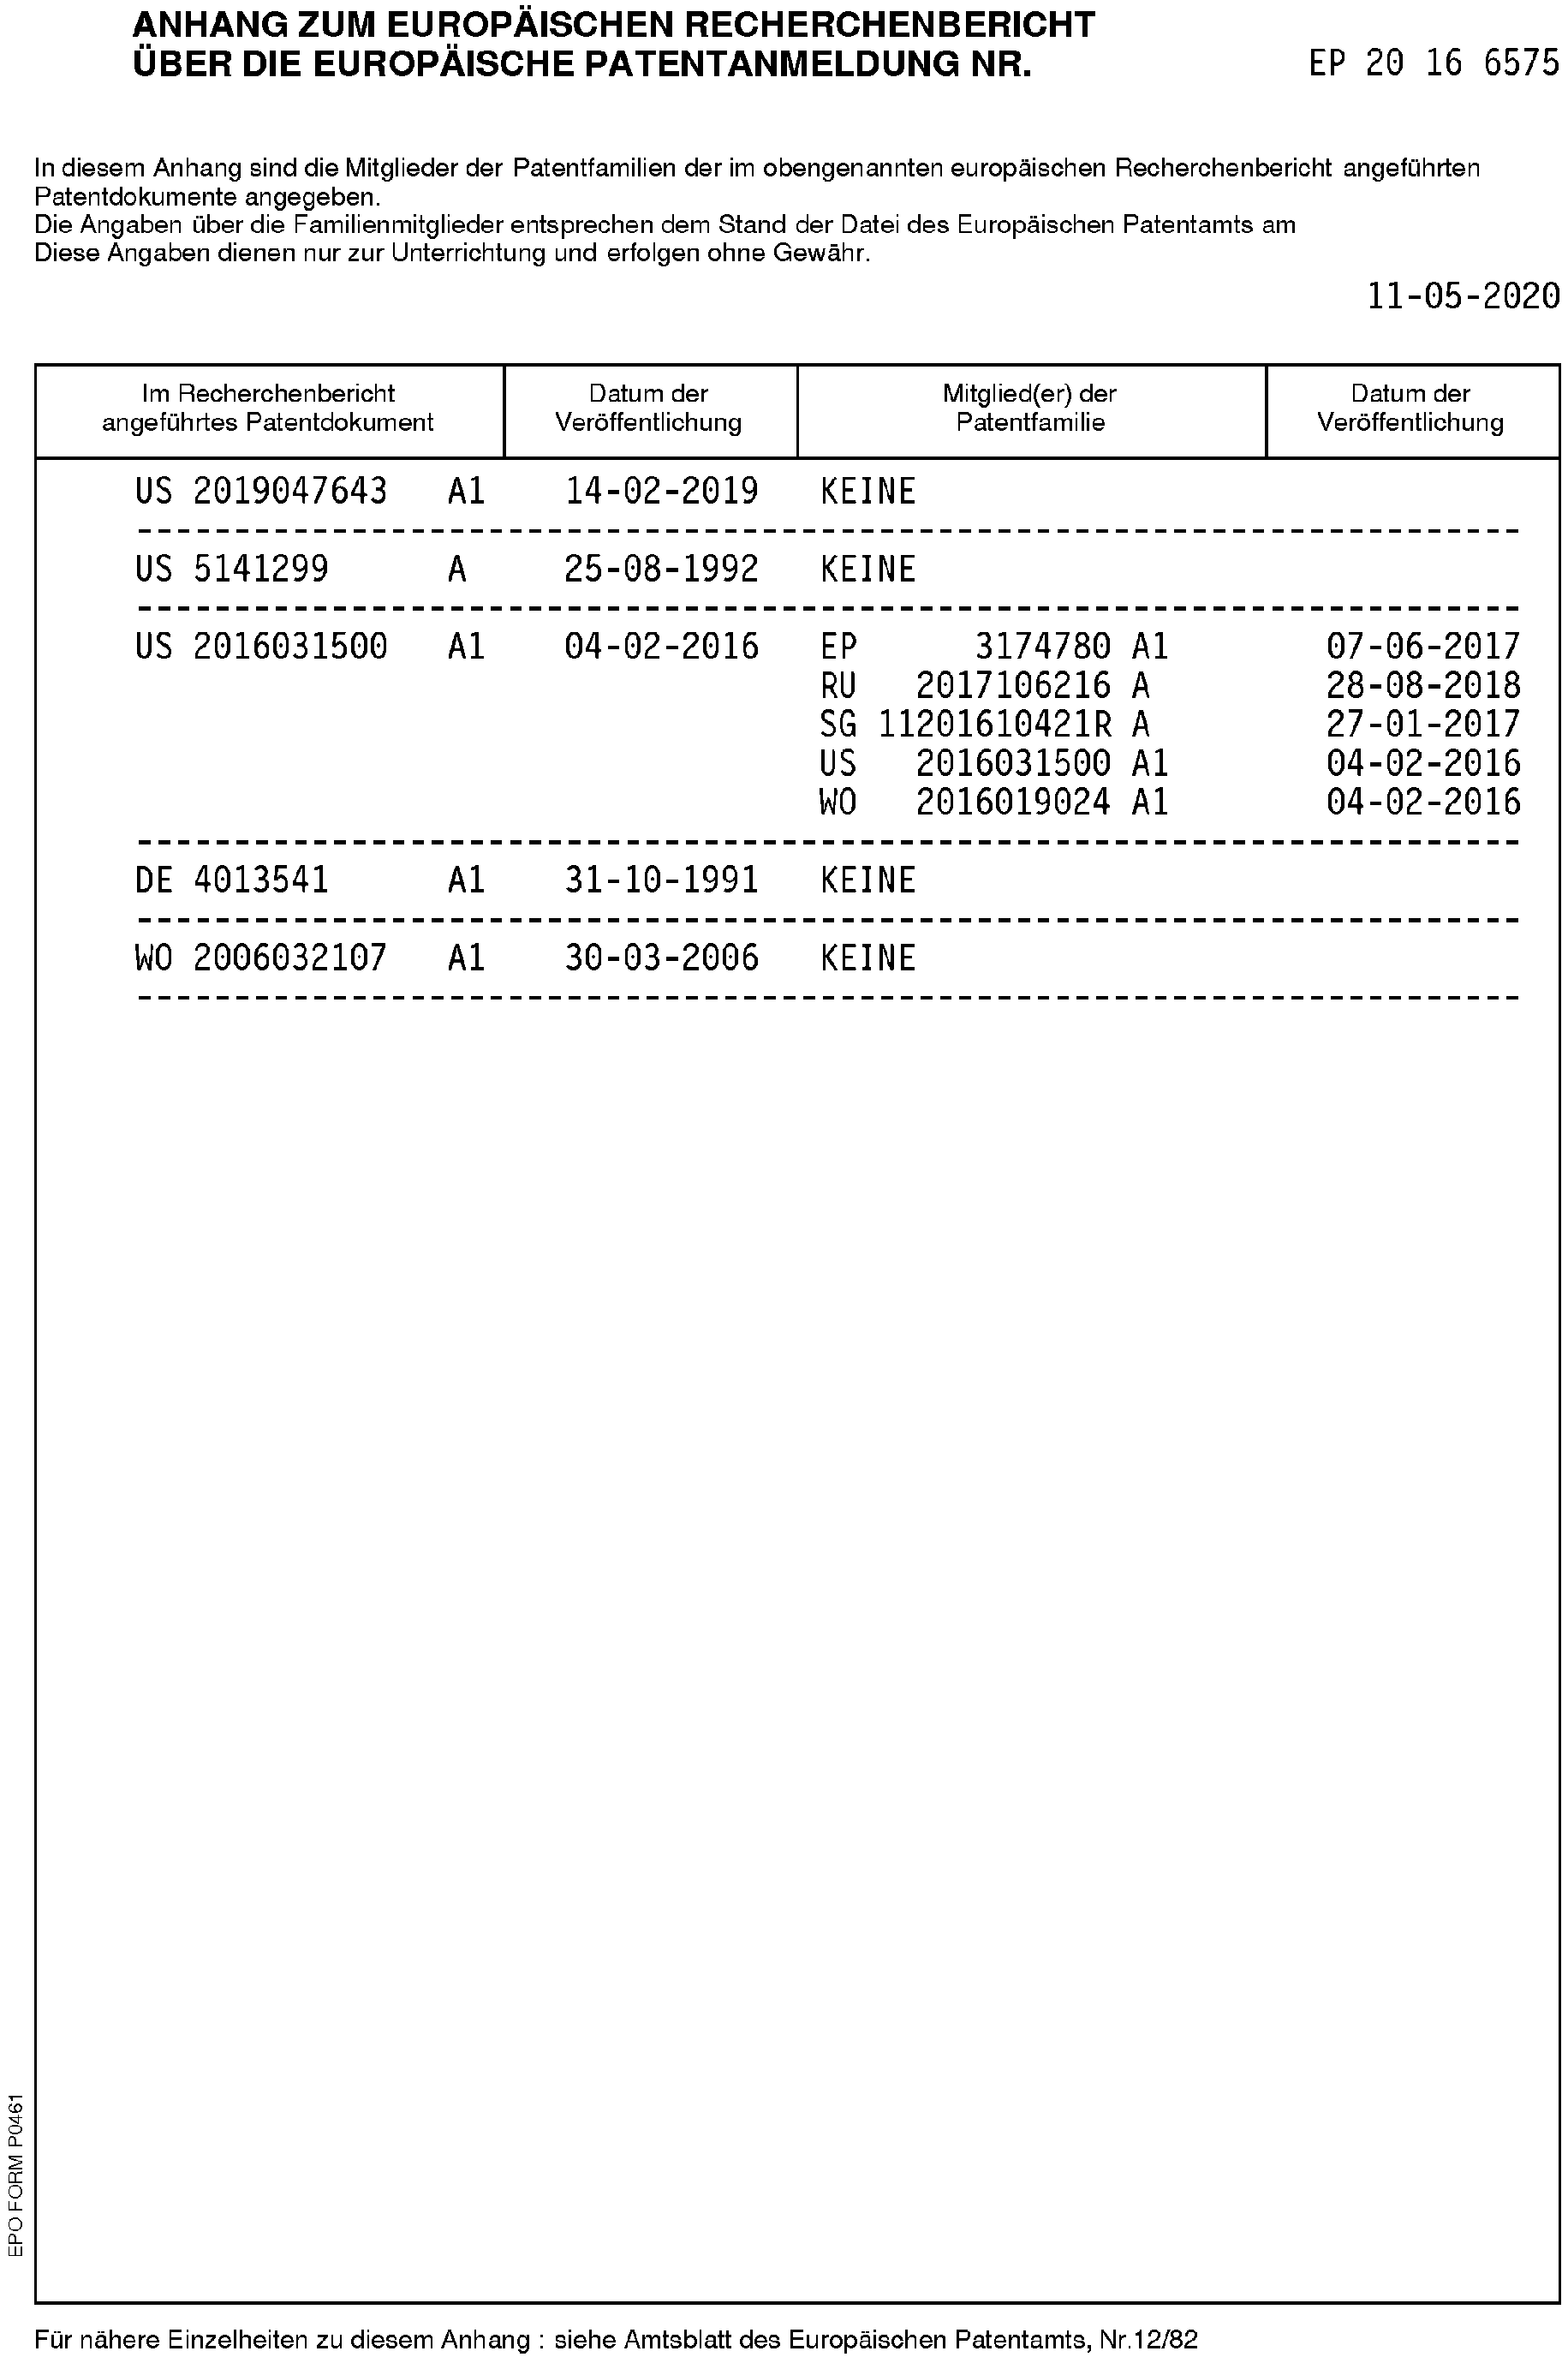 ANHANG ZUM EUROPÄISCHEN RECHERCHENBERICHT
ÜBER DIE EUROPÄISCHE PATENTANMELDUNG NR. EP 20 16 6575
In diesem Anhang sind die Mitglieder der Patentfamilien der im obengenannten europäischen Recherchenbericht angeführten
Patentdokumente angegeben.
Die Angaben über die Familienmitglieder entsprechen dem Stand der Datei des Europäischen Patentamts am
Diese Angaben dienen nur zur Unterrichtung und erfolgen ohne Gewähr.
11-05-2020
Im Recherchenbericht
angeführtes Patentdokument
Datum der
Veröffentlichung
Mitglied(er) der
Patentfamilie
Datum der
Veröffentlichung
US 2019047643 A1 14-02-2019 KEINE
US 5141299 A 25-08-1992 KEINE
US 2016031500 A1 04-02-2016 EP 3174780 A1 07-06-2017
RU 2017106216 A 28-08-2018
SG 11201610421R A 27-01-2017
US 2016031500 A1 04-02-2016
WO 2016019024 A1 04-02-2016
DE 4013541 A1 31-10-1991 KEINE
WO 2006032107 A1 30-03-2006 KEINE
EPO FORM P0461
Für nähere Einzelheiten zu diesem Anhang : siehe Amtsblatt des Europäischen Patentamts, Nr.12/82